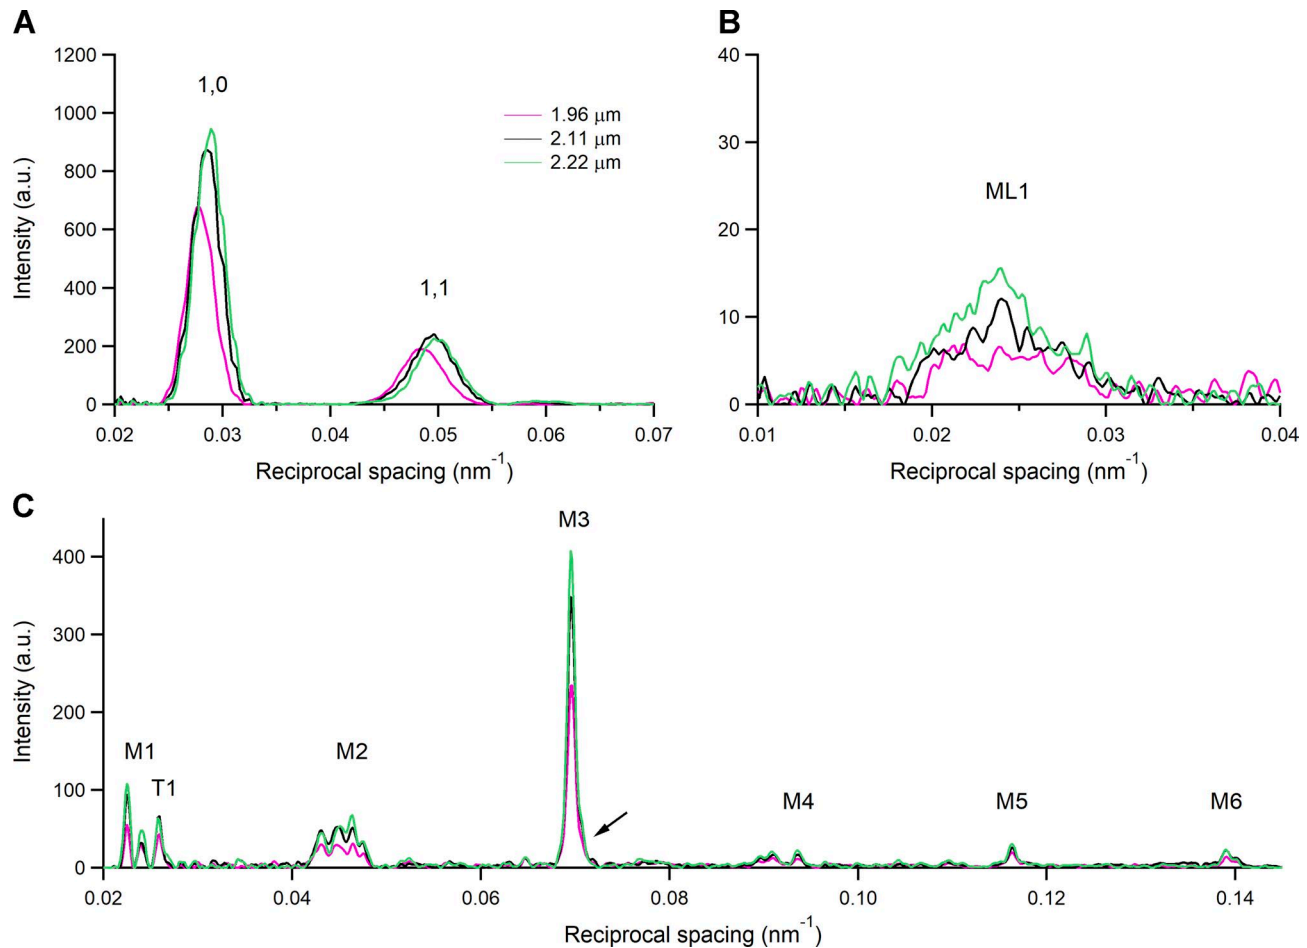 A
B
1200
1000
800
600
400
200
0
Intensity (a.u.)
1,0
1,1
1.96 μm
2.11 μm
2.22 μm
0.02
0.03
0.04
0.05
0.06
0.07
Reciprocal spacing (nm⁻¹)
40
30
20
10
0
ML1
0.01
0.02
0.03
0.04
Reciprocal spacing (nm⁻¹)
C
400
300
200
100
0
Intensity (a.u.)
M1
T1
M2
M3
M4
M5
M6
0.02
0.04
0.06
0.08
0.10
0.12
0.14
Reciprocal spacing (nm⁻¹)